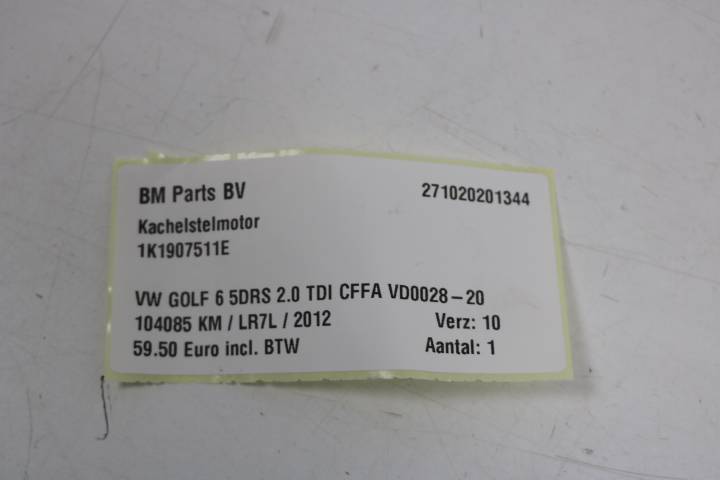 BM Parts BV 271020201344
Kachelstelmotor
1K1907511E
VW GOLF 6 5DRS 2.0 TDI CFFA VD0028-20
104085 KM / LR7L / 2012 Verz: 10
59.50 Euro incl. BTW Aantal: 1